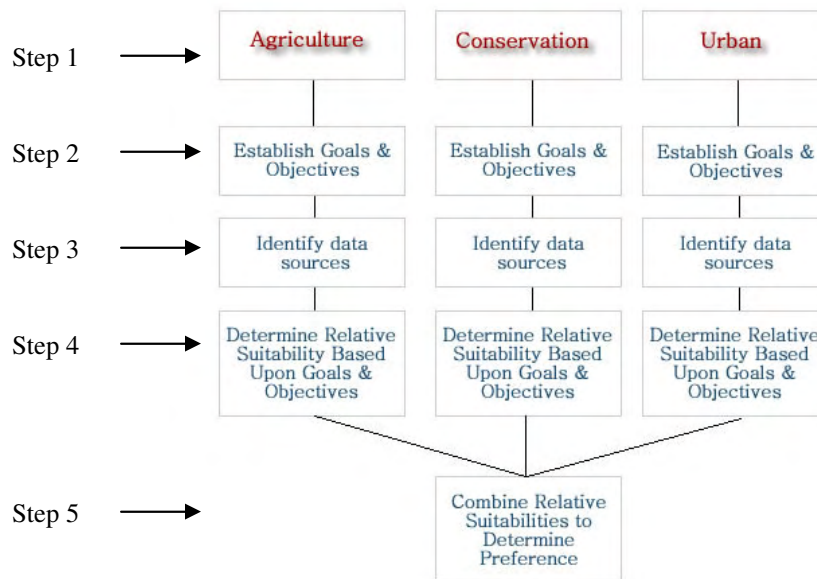 Step 1
Agriculture
Conservation
Urban
Step 2
Establish Goals &
Objectives
Establish Goals &
Objectives
Establish Goals &
Objectives
Step 3
Identify data
sources
Identify data
sources
Identify data
sources
Step 4
Determine Relative
Suitability Based
Upon Goals &
Objectives
Determine Relative
Suitability Based
Upon Goals &
Objectives
Determine Relative
Suitability Based
Upon Goals &
Objectives
Step 5
Combine Relative
Suitabilities to
Determine
Preference